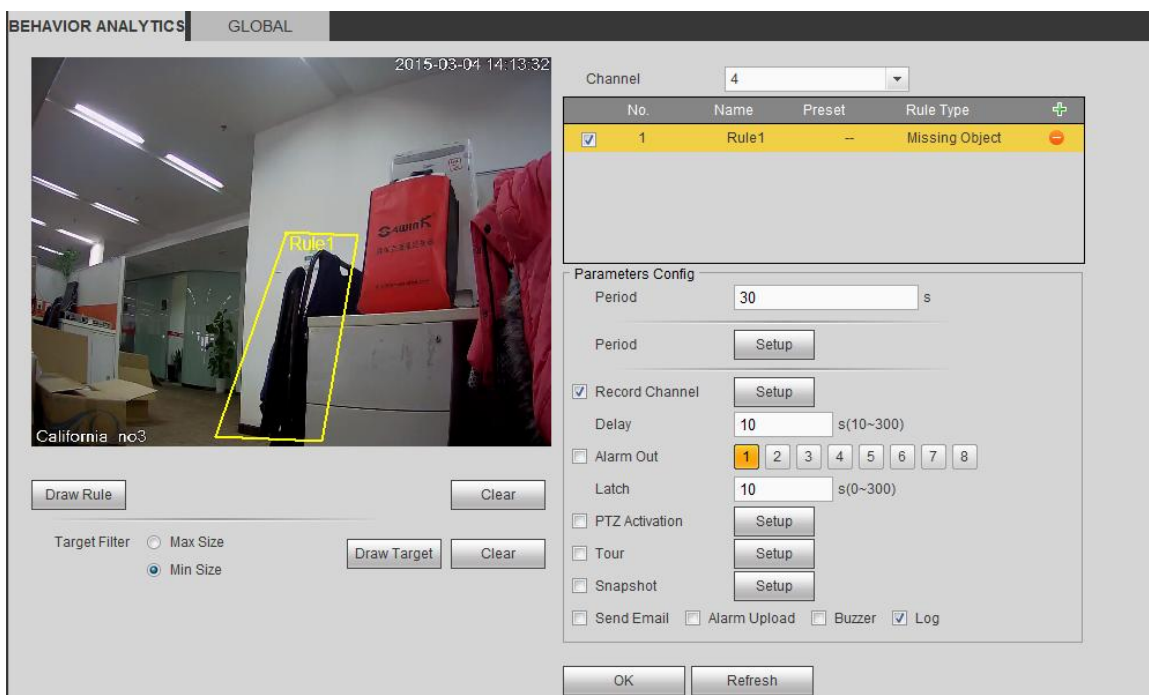 BEHAVIOR ANALYTICS GLOBAL
2015-03-04 14:13:32
Rule1
California no3
Draw Rule Clear
Target Filter Max Size
Min Size
Draw Target Clear
Channel 4
No. Name Preset Rule Type
1 Rule1 -- Missing Object
Parameters Config
Period 30 s
Period Setup
Record Channel Setup
Delay 10 s(10~300)
Alarm Out 1 2 3 4 5 6 7 8
Latch 10 s(0~300)
PTZ Activation Setup
Tour Setup
Snapshot Setup
Send Email Alarm Upload Buzzer Log
OK Refresh